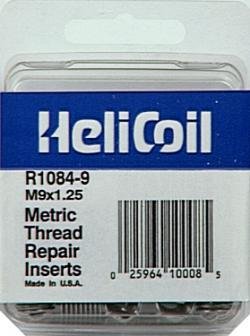 HeliCoil
R1084-9
M9x1.25
Metric
Thread
Repair
Inserts
Made in U.S.A.
0 25964 10008 5